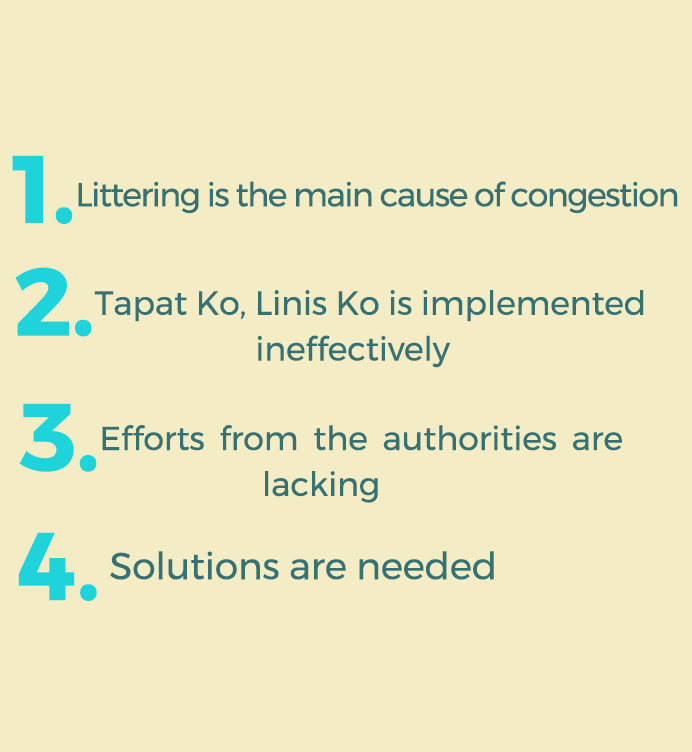 1. Littering is the main cause of congestion
2. Tapat Ko, Linis Ko is implemented
ineffectively
3. Efforts from the authorities are
lacking
4. Solutions are needed